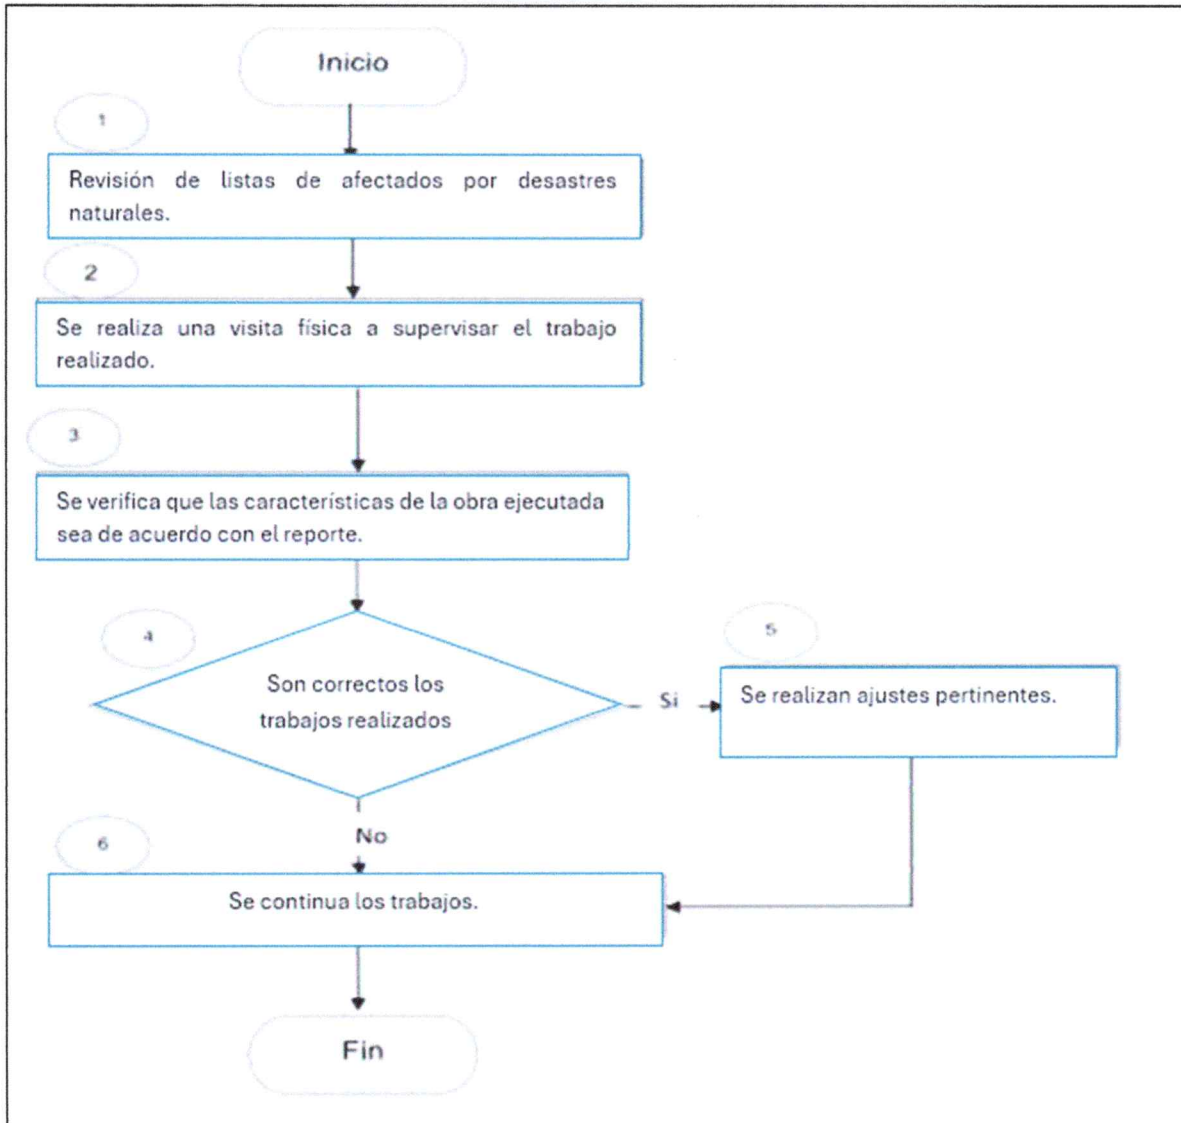 Inicio
1
Revisión de listas de afectados por desastres
naturales.
2
Se realiza una visita física a supervisar el trabajo
realizado.
3
Se verifica que las características de la obra ejecutada
sea de acuerdo con el reporte.
4
Son correctos los
trabajos realizados
Si
5
Se realizan ajustes pertinentes.
No
6
Se continua los trabajos.
Fin